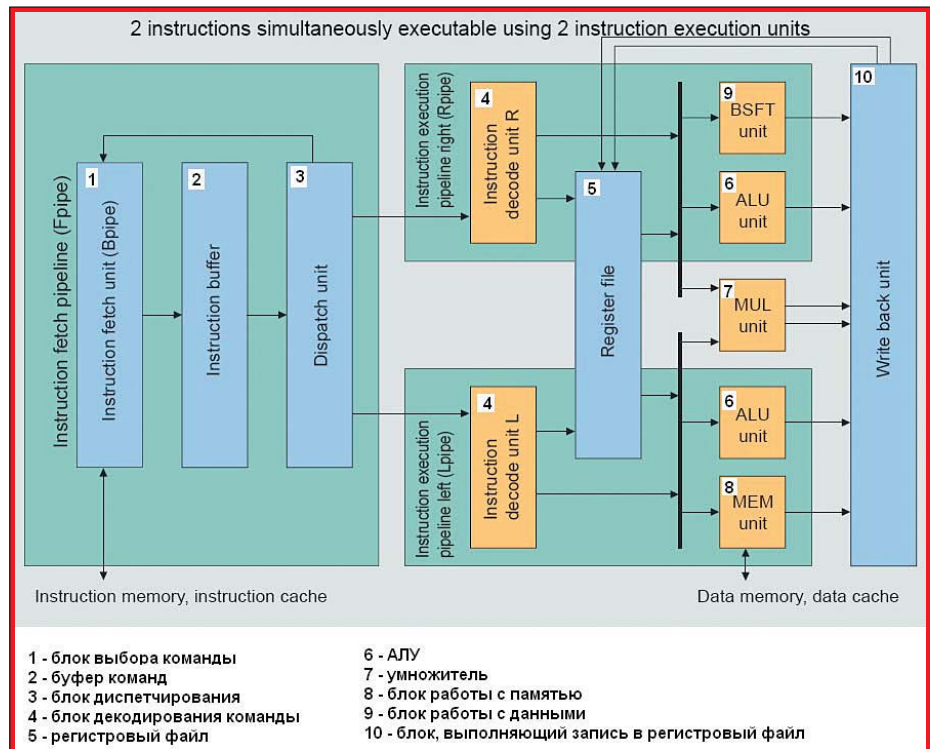 2 instructions simultaneously executable using 2 instruction execution units
Instruction fetch pipeline (Fpipe)
1
Instruction fetch unit (Bpipe)
2
Instruction buffer
3
Dispatch unit
Instruction execution
pipeline right (Rpipe)
4
Instruction
decode unit R
5
Register file
9
BSFT
unit
6
ALU
unit
7
MUL
unit
10
Write back unit
Instruction execution
pipeline left (Lpipe)
4
Instruction
decode unit L
6
ALU
unit
8
MEM
unit
Instruction memory, instruction cache
Data memory, data cache
1 - блок выбора команды
2 - буфер команд
3 - блок диспетчирования
4 - блок декодирования команды
5 - регистровый файл
6 - АЛУ
7 - умножитель
8 - блок работы с памятью
9 - блок работы с данными
10 - блок, выполняющий запись в регистровый файл